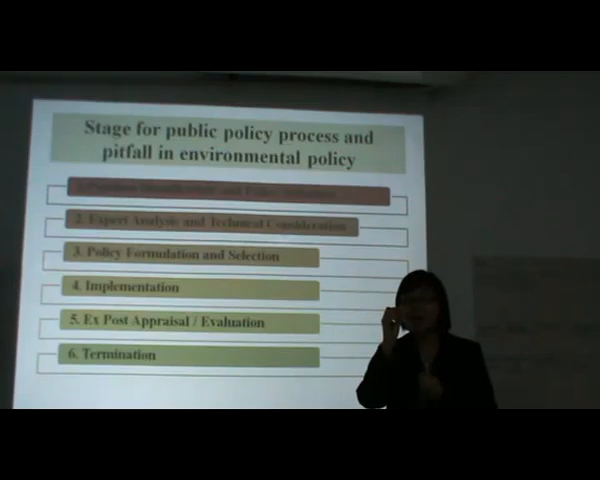 Stage for public policy process and
pitfall in environmental policy
2. Expert Analysis and Technical Consideration
3. Policy Formulation and Selection
4. Implementation
5. Ex Post Appraisal / Evaluation
6. Termination